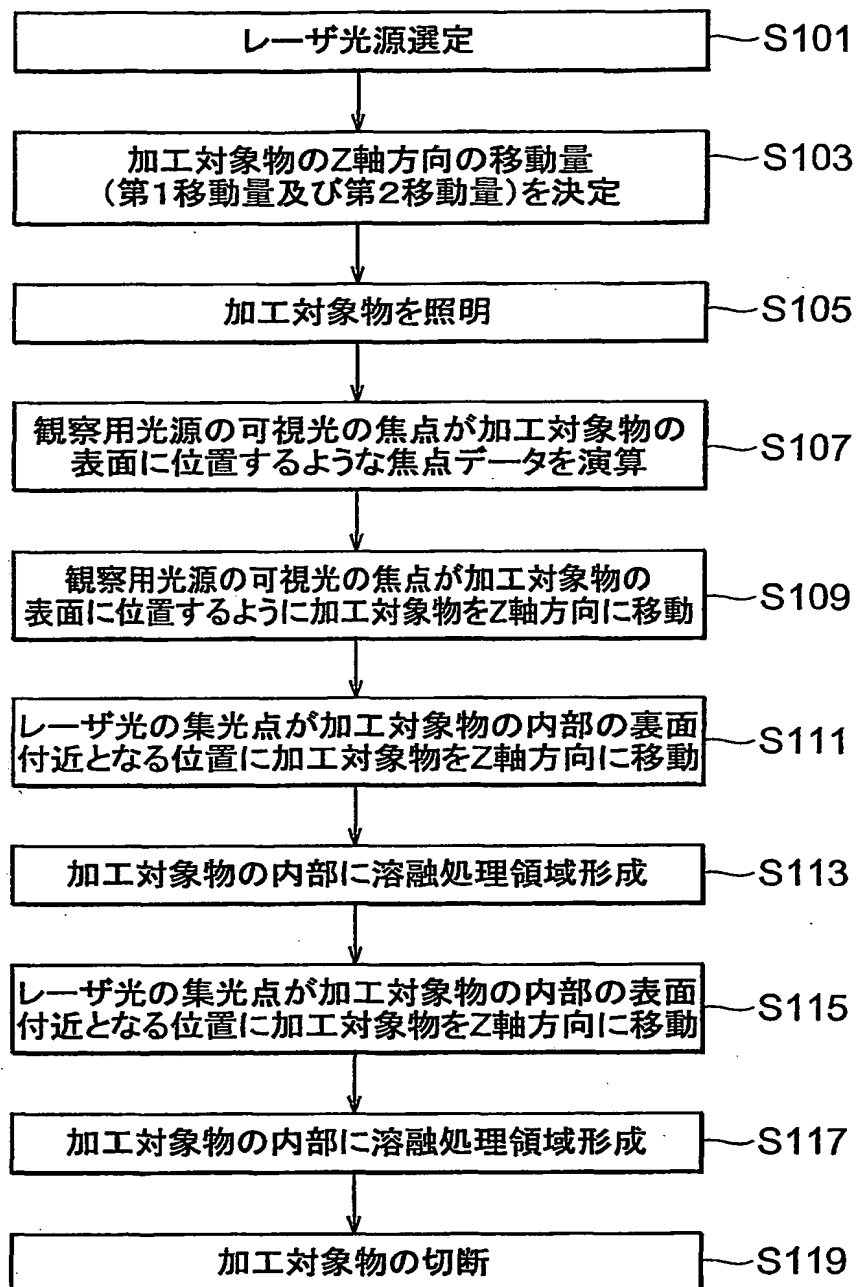 レーザ光源選定
S101
加工対象物のZ軸方向の移動量
(第1移動量及び第2移動量)を決定
S103
加工対象物を照明
S105
観察用光源の可視光の焦点が加工対象物の
表面に位置するような焦点データを演算
S107
観察用光源の可視光の焦点が加工対象物の
表面に位置するように加工対象物をZ軸方向に移動
S109
レーザ光の集光点が加工対象物の内部の裏面
付近となる位置に加工対象物をZ軸方向に移動
S111
加工対象物の内部に溶融処理領域形成
S113
レーザ光の集光点が加工対象物の内部の表面
付近となる位置に加工対象物をZ軸方向に移動
S115
加工対象物の内部に溶融処理領域形成
S117
加工対象物の切断
S119